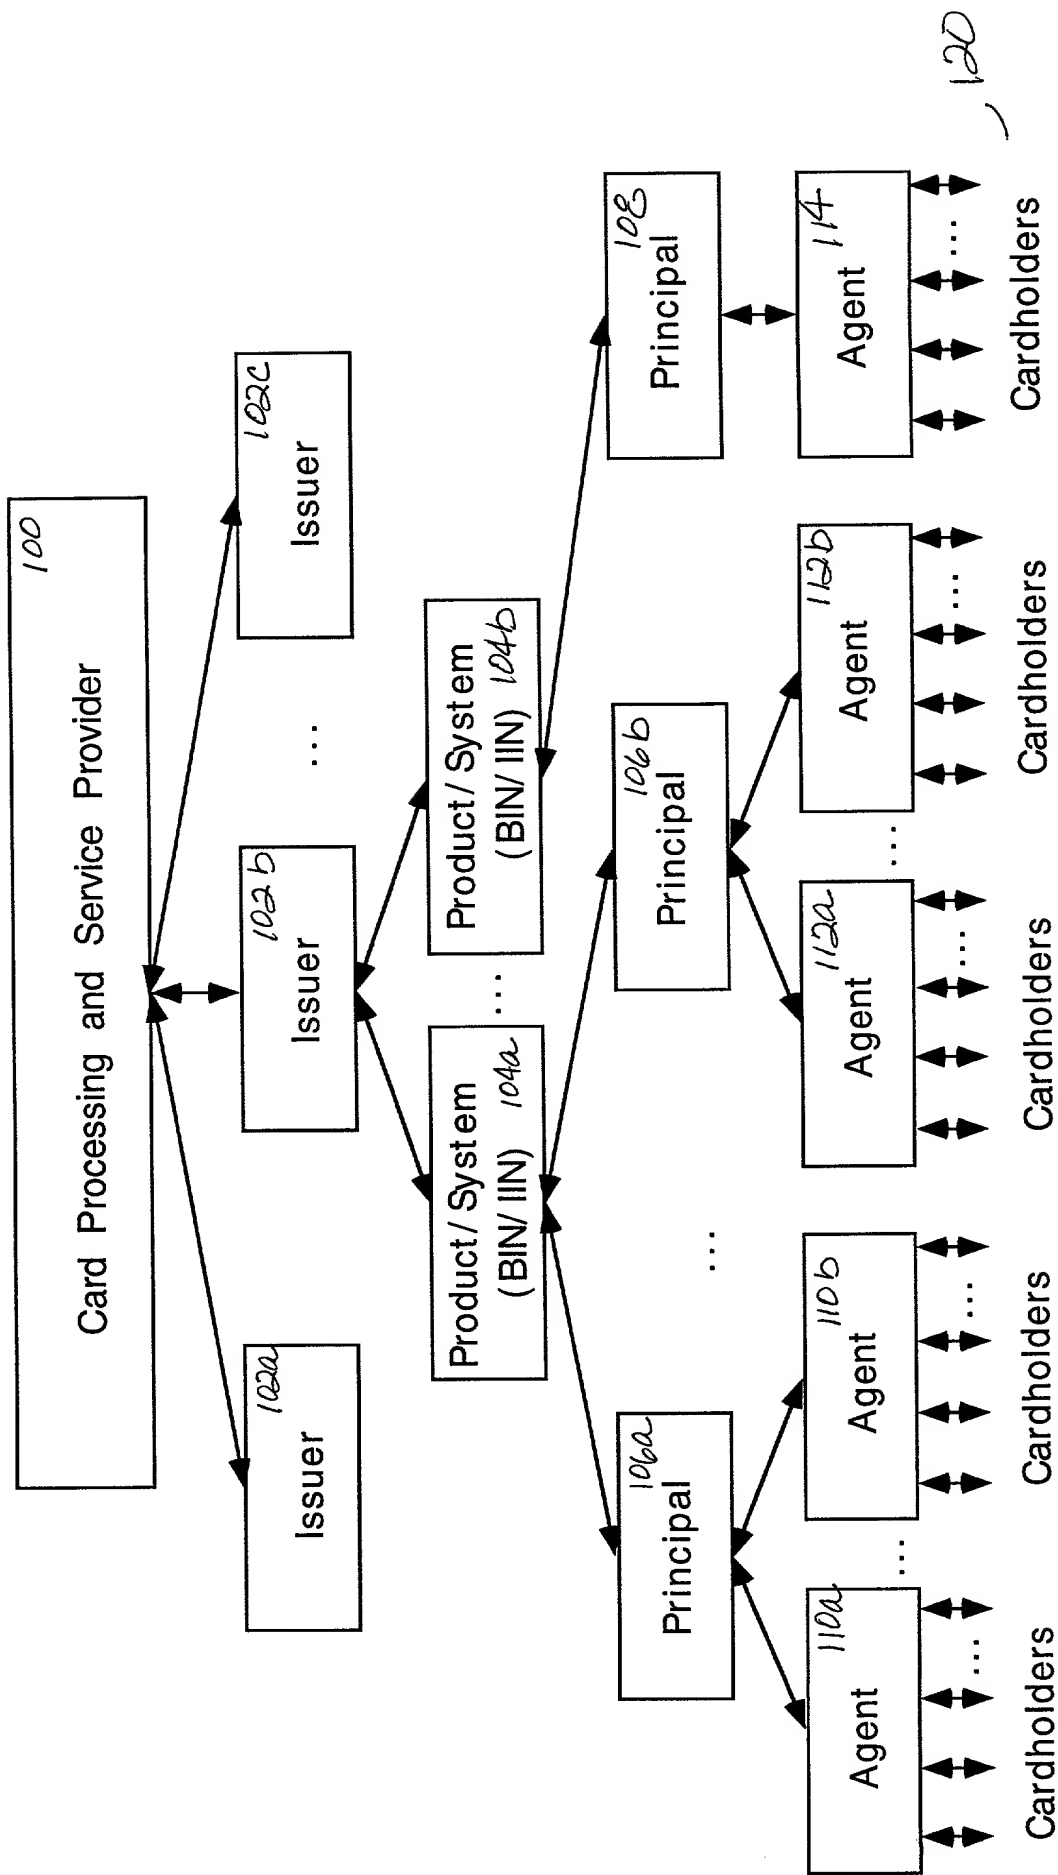 100
Card Processing and Service Provider
102a
Issuer
102b
Issuer
...
102c
Issuer
Product/System
(BIN/IIN) 104a
...
Product/System
(BIN/IIN) 104b
106a
Principal
...
106b
Principal
108
Principal
110a
Agent
...
110b
Agent
112a
Agent
...
112b
Agent
114
Agent
...
...
...
...
...
Cardholders
Cardholders
Cardholders
Cardholders
Cardholders
120